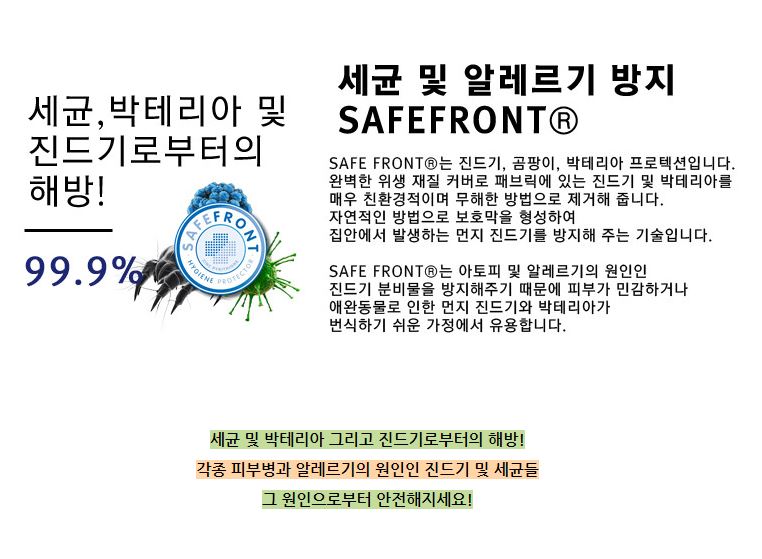 세균,박테리아 및
진드기로부터의
해방!
99.9%
SAFEFRONT
HYGIENE PROTECTOR
세균 및 알레르기 방지
SAFEFRONT®
SAFE FRONT®는 진드기, 곰팡이, 박테리아 프로텍션입니다.
완벽한 위생 재질 커버로 패브릭에 있는 진드기 및 박테리아를
매우 친환경적이며 무해한 방법으로 제거해 줍니다.
자연적인 방법으로 보호막을 형성하여
집안에서 발생하는 먼지 진드기를 방지해 주는 기술입니다.
SAFE FRONT®는 아토피 및 알레르기의 원인인
진드기 분비물을 방지해주기 때문에 피부가 민감하거나
애완동물로 인한 먼지 진드기와 박테리아가
번식하기 쉬운 가정에서 유용합니다.
세균 및 박테리아 그리고 진드기로부터의 해방!
각종 피부병과 알레르기의 원인인 진드기 및 세균들
그 원인으로부터 안전해지세요!